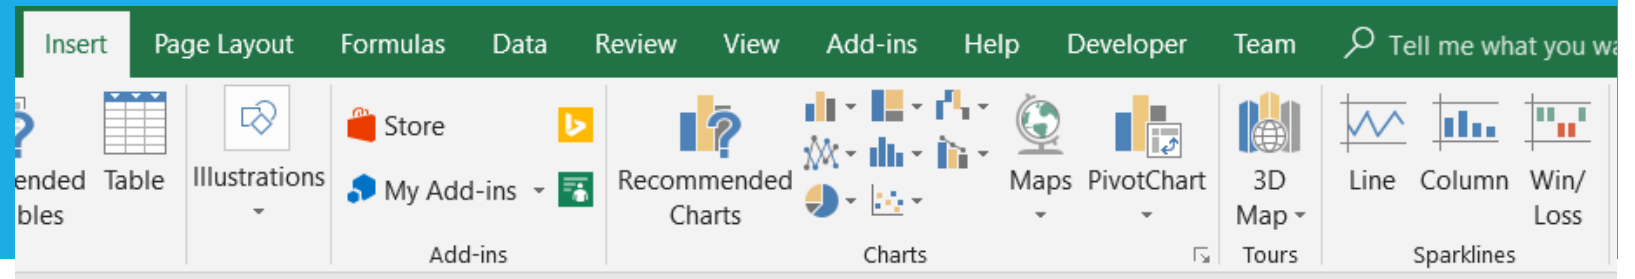 Insert Page Layout Formulas Data Review View Add-ins Help Developer Team Tell me what you
ended
bles
Table
Illustrations
Store
My Add-ins
Add-ins
Recommended
Charts
Maps
PivotChart
Charts
3D
Map
Tours
Line
Column
Win/
Loss
Sparklines